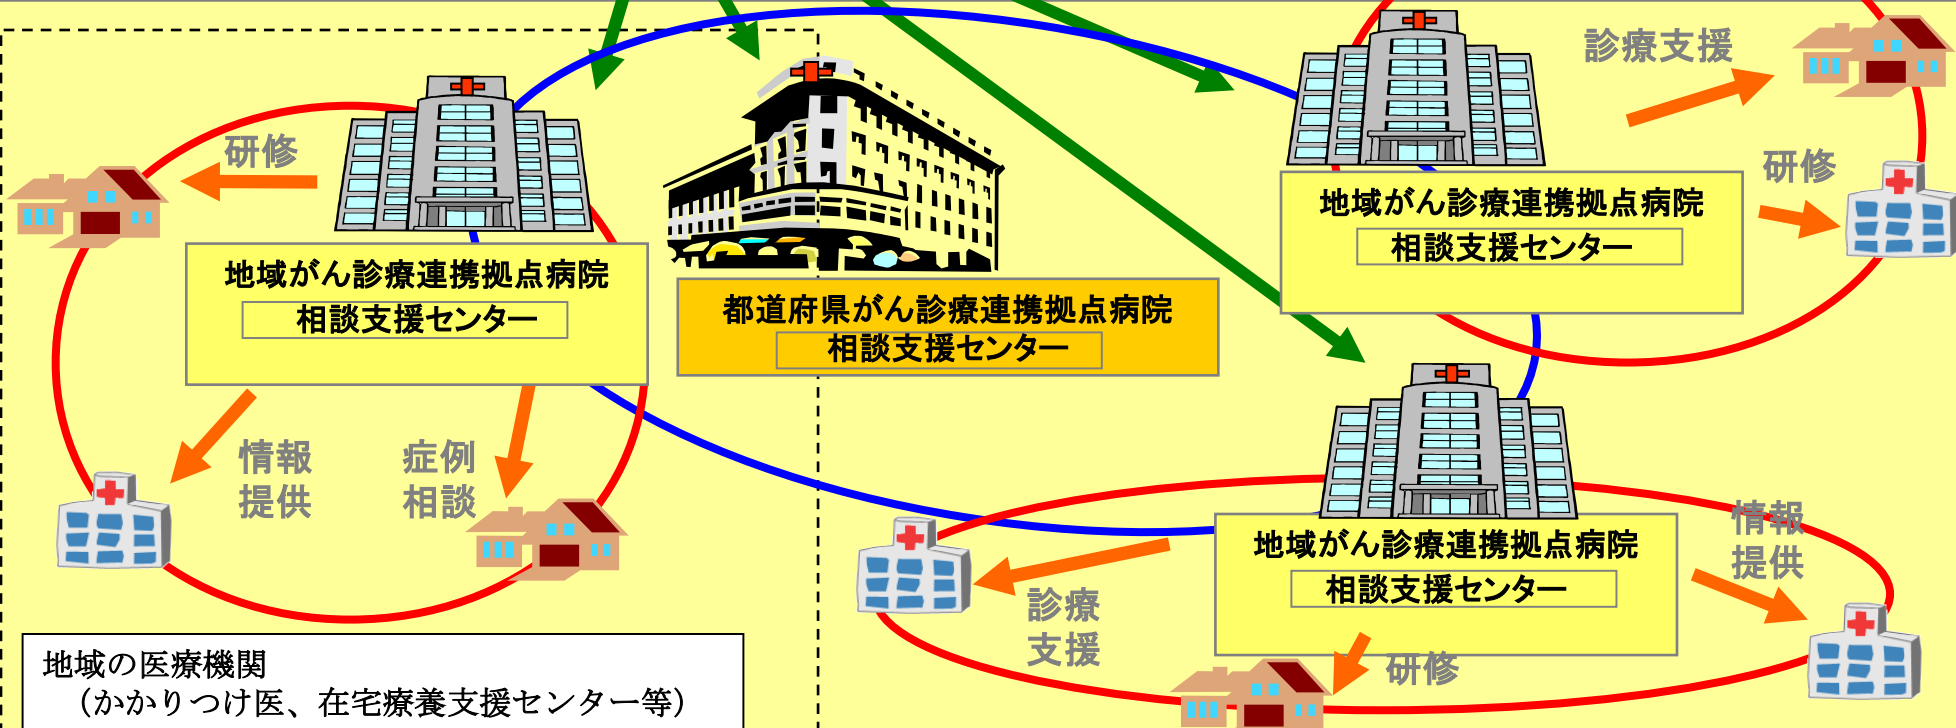 診療支援
研修
研修
地域がん診療連携拠点病院
相談支援センター
地域がん診療連携拠点病院
相談支援センター
都道府県がん診療連携拠点病院
相談支援センター
情報
提供
症例
相談
情報
提供
地域がん診療連携拠点病院
相談支援センター
診療
支援
研修
地域の医療機関
（かかりつけ医、在宅療養支援センター等）